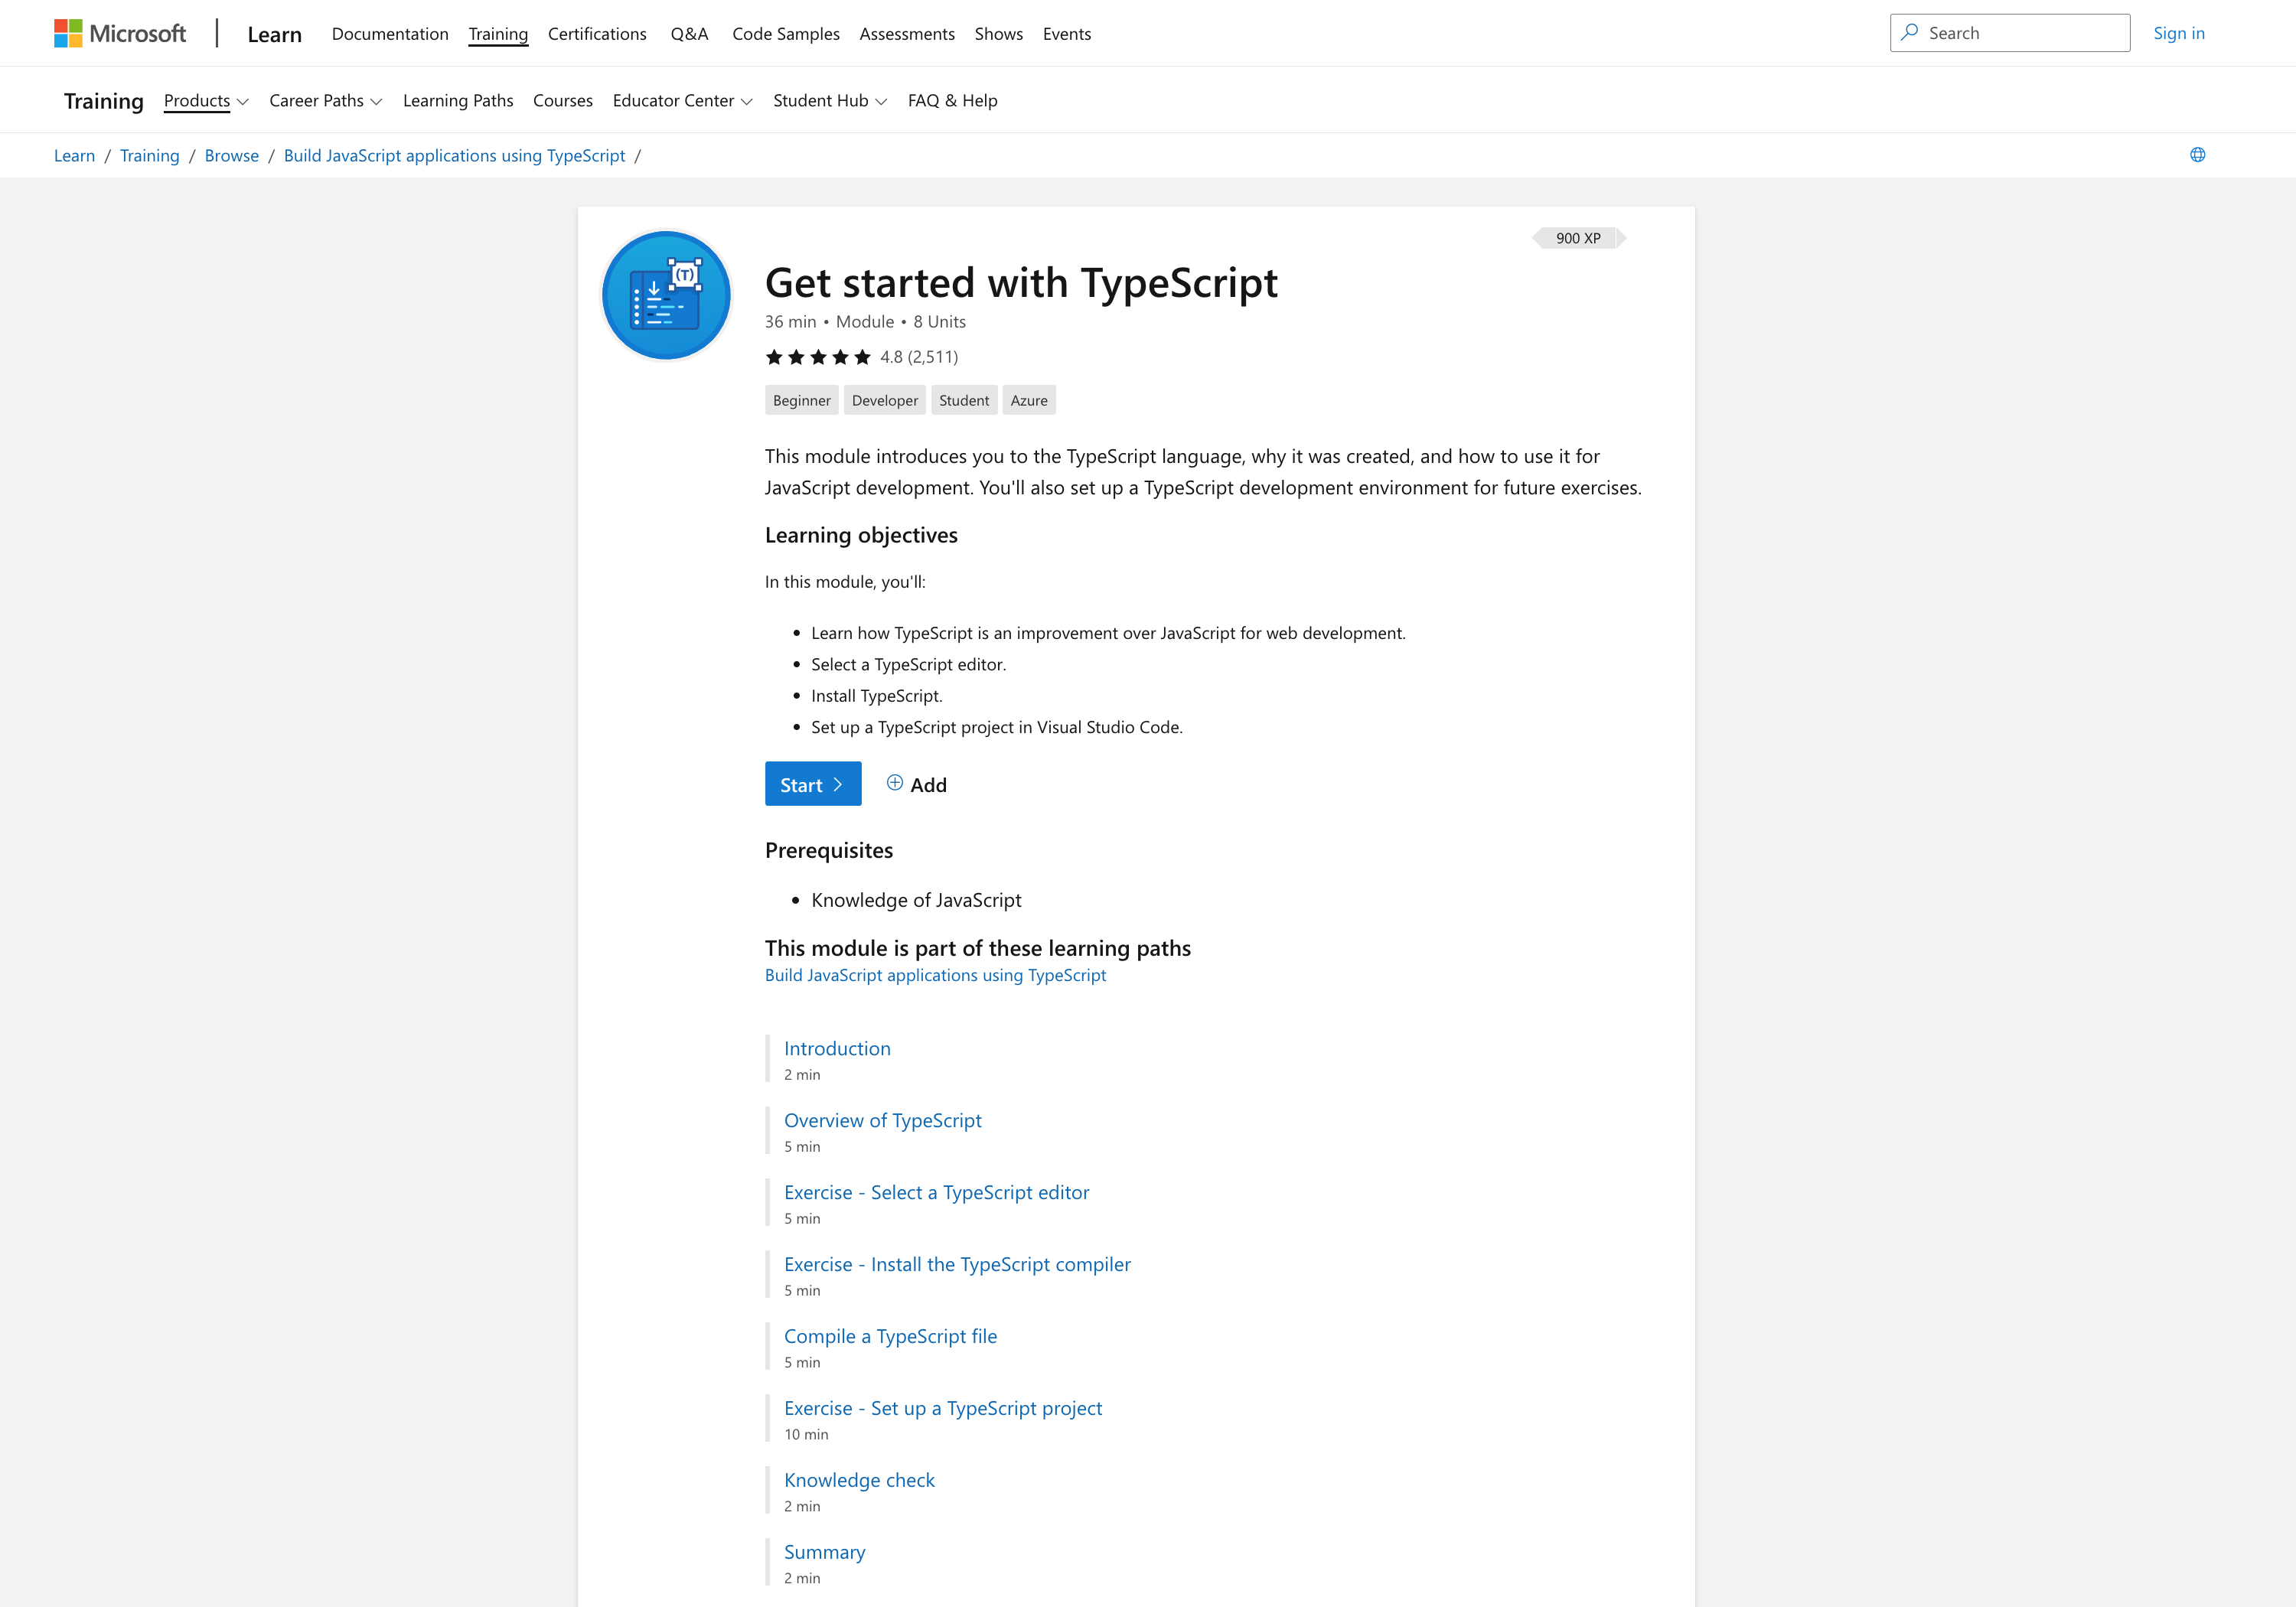 Microsoft
Learn
Documentation Training Certifications Q&A Code Samples Assessments Shows Events
Search
Sign in
Training
Products Career Paths Learning Paths Courses Educator Center Student Hub FAQ & Help
Learn / Training / Browse / Build JavaScript applications using TypeScript /
900 XP
(T)
Get started with TypeScript
36 min • Module • 8 Units
4.8 (2,511)
Beginner Developer Student Azure
This module introduces you to the TypeScript language, why it was created, and how to use it for
JavaScript development. You'll also set up a TypeScript development environment for future exercises.
Learning objectives
In this module, you'll:
• Learn how TypeScript is an improvement over JavaScript for web development.
• Select a TypeScript editor.
• Install TypeScript.
• Set up a TypeScript project in Visual Studio Code.
Start
Add
Prerequisites
• Knowledge of JavaScript
This module is part of these learning paths
Build JavaScript applications using TypeScript
Introduction
2 min
Overview of TypeScript
5 min
Exercise - Select a TypeScript editor
5 min
Exercise - Install the TypeScript compiler
5 min
Compile a TypeScript file
5 min
Exercise - Set up a TypeScript project
10 min
Knowledge check
2 min
Summary
2 min